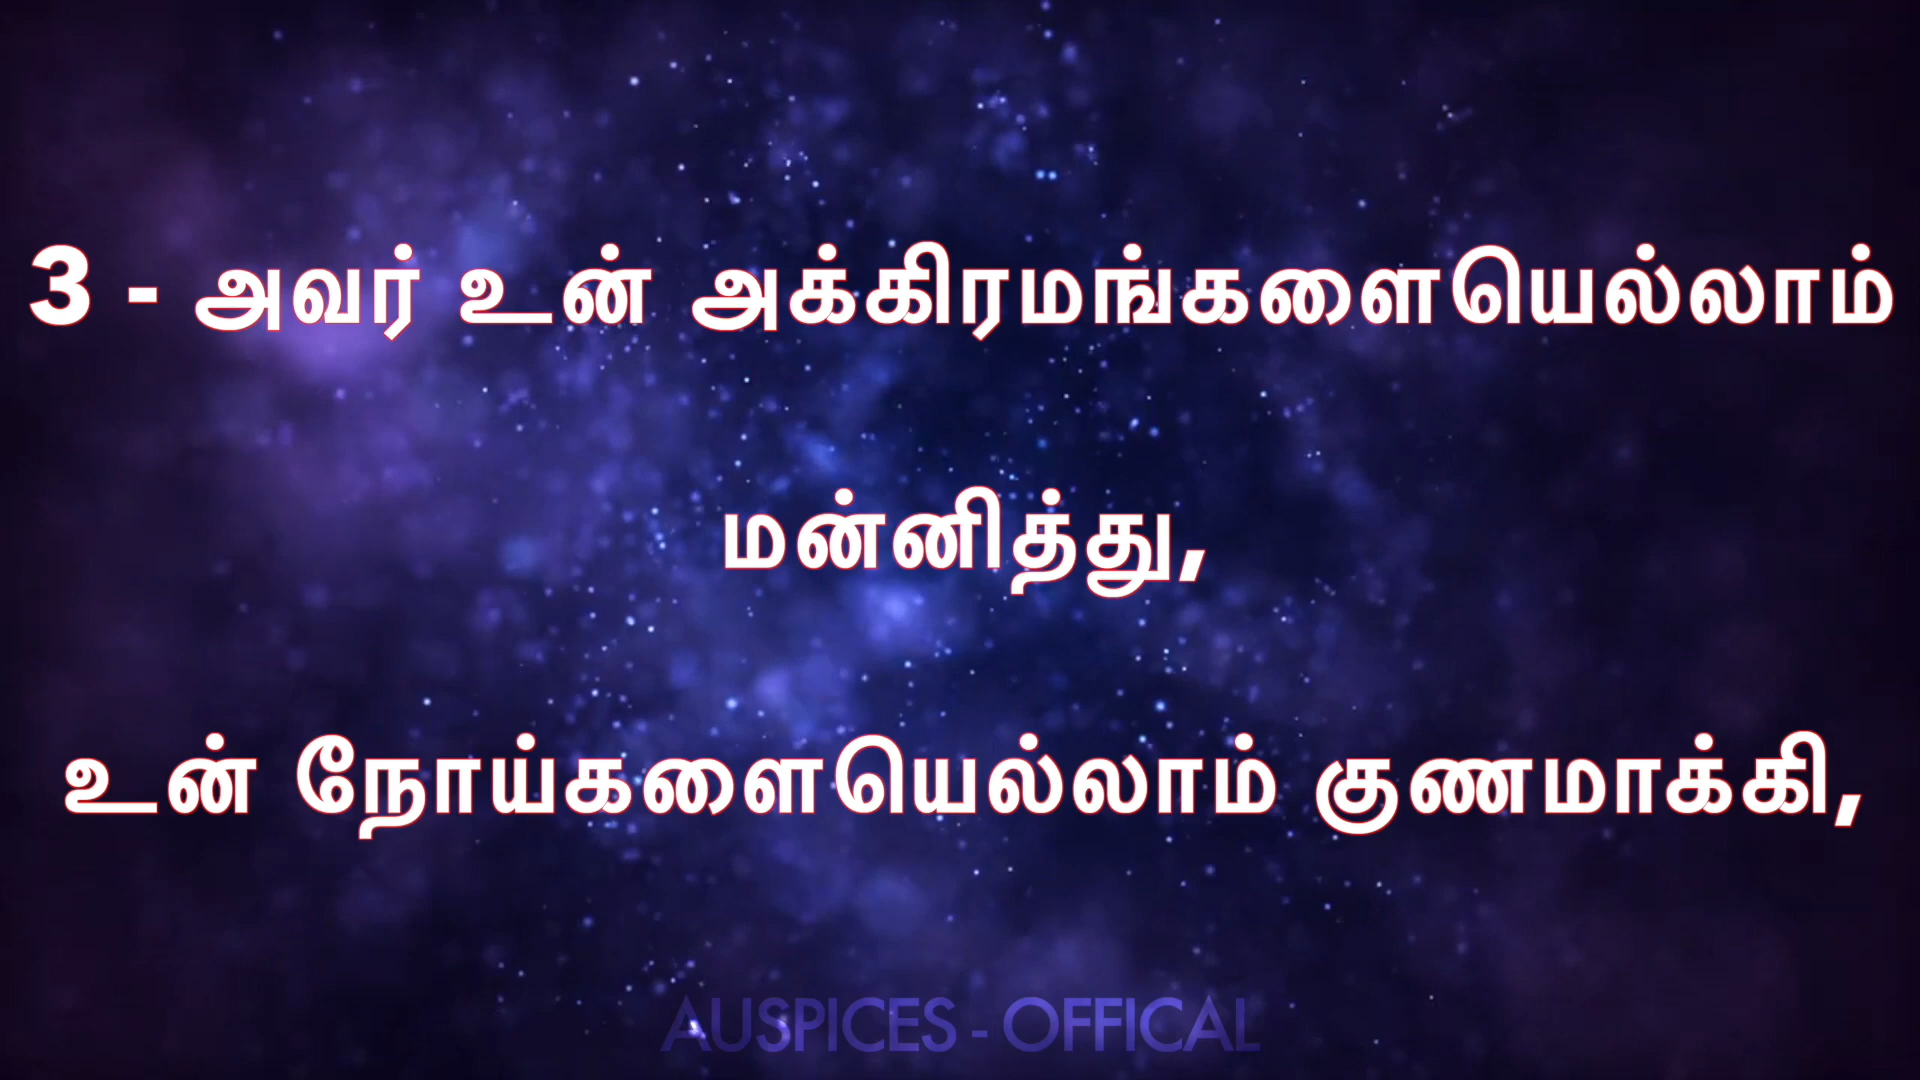 3 - அவர் உன் அக்கிரமங்களையெல்லாம்
மன்னித்து,
உன் நோய்களையெல்லாம் குணமாக்கி,
AUSPICES - OFFICAL